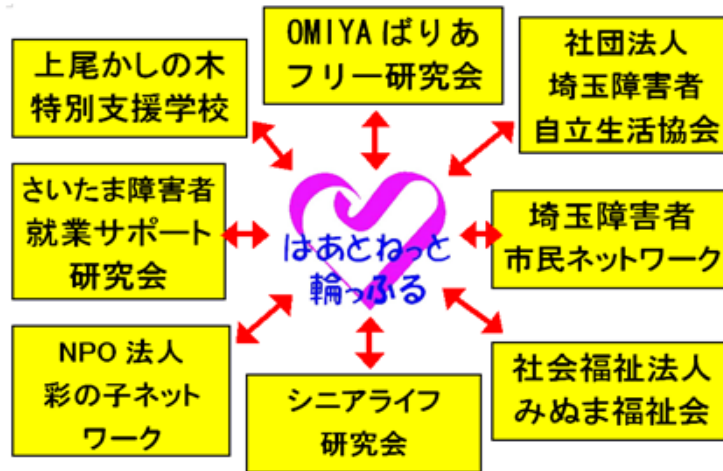 上尾かしの木
特別支援学校
OMIYAばりあ
フリー研究会
社団法人
埼玉障害者
自立生活協会
さいたま障害者
就業サポート
研究会
はあとねっと
輪っふる
埼玉障害者
市民ネットワーク
NPO法人
彩の子ネット
ワーク
シニアライフ
研究会
社会福祉法人
みぬま福祉会